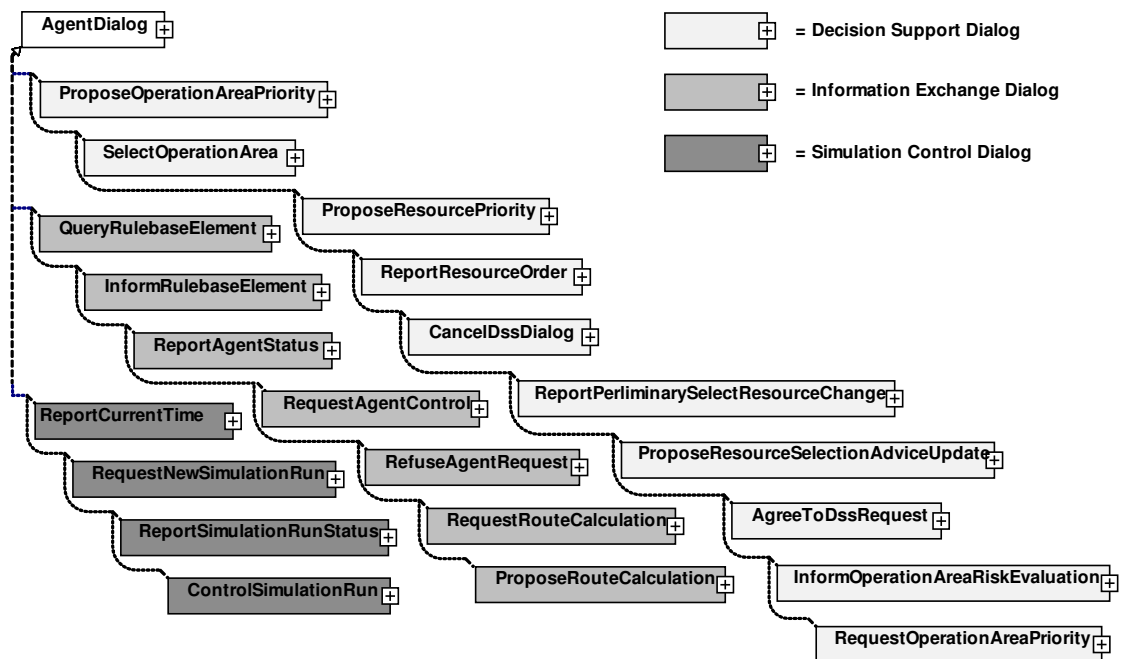 AgentDialog
= Decision Support Dialog
ProposeOperationAreaPriority
= Information Exchange Dialog
SelectOperationArea
= Simulation Control Dialog
QueryRulebaseElement
ProposeResourcePriority
InformRulebaseElement
ReportResourceOrder
ReportAgentStatus
CancelDssDialog
RequestAgentControl
ReportPerliminarySelectResourceChange
ReportCurrentTime
RefuseAgentRequest
ProposeResourceSelectionAdviceUpdate
RequestNewSimulationRun
RequestRouteCalculation
AgreeToDssRequest
ReportSimulationRunStatus
ProposeRouteCalculation
InformOperationAreaRiskEvaluation
ControlSimulationRun
RequestOperationAreaPriority